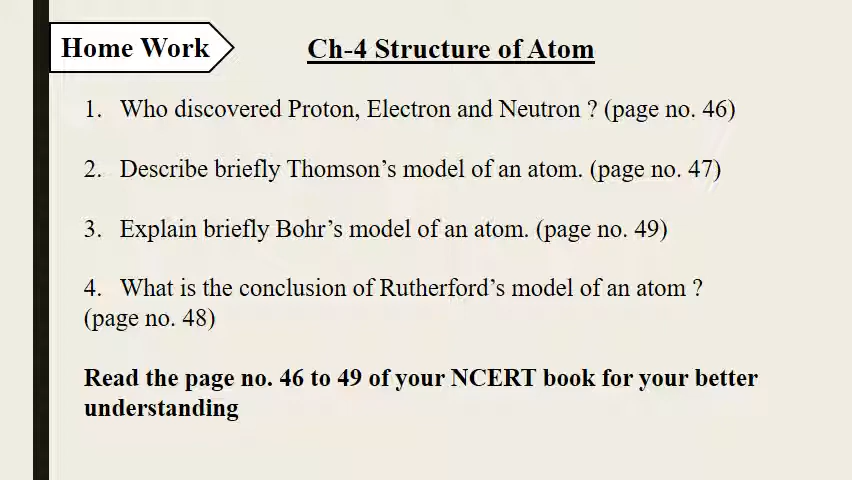 Home Work
Ch-4 Structure of Atom
1. Who discovered Proton, Electron and Neutron ? (page no. 46)
2. Describe briefly Thomson’s model of an atom. (page no. 47)
3. Explain briefly Bohr’s model of an atom. (page no. 49)
4. What is the conclusion of Rutherford’s model of an atom ?
(page no. 48)
Read the page no. 46 to 49 of your NCERT book for your better
understanding